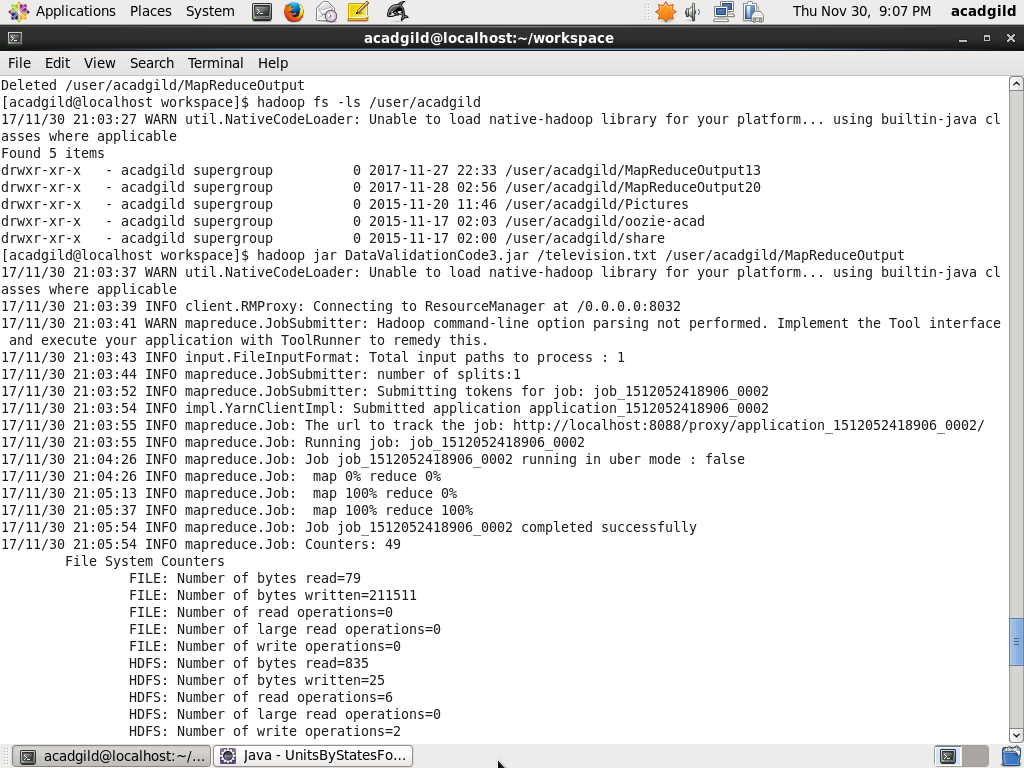 Applications Places System Thu Nov 30, 9:07 PM acadgild
acadgild@localhost:~/workspace
File Edit View Search Terminal Help
Deleted /user/acadgild/MapReduceOutput
[acadgild@localhost workspace]$ hadoop fs -ls /user/acadgild
17/11/30 21:03:27 WARN util.NativeCodeLoader: Unable to load native-hadoop library for your platform... using builtin-java cl
asses where applicable
Found 5 items
drwxr-xr-x   - acadgild supergroup          0 2017-11-27 22:33 /user/acadgild/MapReduceOutput13
drwxr-xr-x   - acadgild supergroup          0 2017-11-28 02:56 /user/acadgild/MapReduceOutput20
drwxr-xr-x   - acadgild supergroup          0 2015-11-20 11:46 /user/acadgild/Pictures
drwxr-xr-x   - acadgild supergroup          0 2015-11-17 02:03 /user/acadgild/oozie-acad
drwxr-xr-x   - acadgild supergroup          0 2015-11-17 02:00 /user/acadgild/share
[acadgild@localhost workspace]$ hadoop jar DataValidationCode3.jar /television.txt /user/acadgild/MapReduceOutput
17/11/30 21:03:37 WARN util.NativeCodeLoader: Unable to load native-hadoop library for your platform... using builtin-java cl
asses where applicable
17/11/30 21:03:39 INFO client.RMProxy: Connecting to ResourceManager at /0.0.0.0:8032
17/11/30 21:03:41 WARN mapreduce.JobSubmitter: Hadoop command-line option parsing not performed. Implement the Tool interface
 and execute your application with ToolRunner to remedy this.
17/11/30 21:03:43 INFO input.FileInputFormat: Total input paths to process : 1
17/11/30 21:03:44 INFO mapreduce.JobSubmitter: number of splits:1
17/11/30 21:03:52 INFO mapreduce.JobSubmitter: Submitting tokens for job: job_1512052418906_0002
17/11/30 21:03:54 INFO impl.YarnClientImpl: Submitted application application_1512052418906_0002
17/11/30 21:03:55 INFO mapreduce.Job: The url to track the job: http://localhost:8088/proxy/application_1512052418906_0002/
17/11/30 21:03:55 INFO mapreduce.Job: Running job: job_1512052418906_0002
17/11/30 21:04:26 INFO mapreduce.Job: Job job_1512052418906_0002 running in uber mode : false
17/11/30 21:04:26 INFO mapreduce.Job:  map 0% reduce 0%
17/11/30 21:05:13 INFO mapreduce.Job:  map 100% reduce 0%
17/11/30 21:05:37 INFO mapreduce.Job:  map 100% reduce 100%
17/11/30 21:05:54 INFO mapreduce.Job: Job job_1512052418906_0002 completed successfully
17/11/30 21:05:54 INFO mapreduce.Job: Counters: 49
File System Counters
FILE: Number of bytes read=79
FILE: Number of bytes written=211511
FILE: Number of read operations=0
FILE: Number of large read operations=0
FILE: Number of write operations=0
HDFS: Number of bytes read=835
HDFS: Number of bytes written=25
HDFS: Number of read operations=6
HDFS: Number of large read operations=0
HDFS: Number of write operations=2
acadgild@localhost:~/... Java - UnitsByStatesFo...